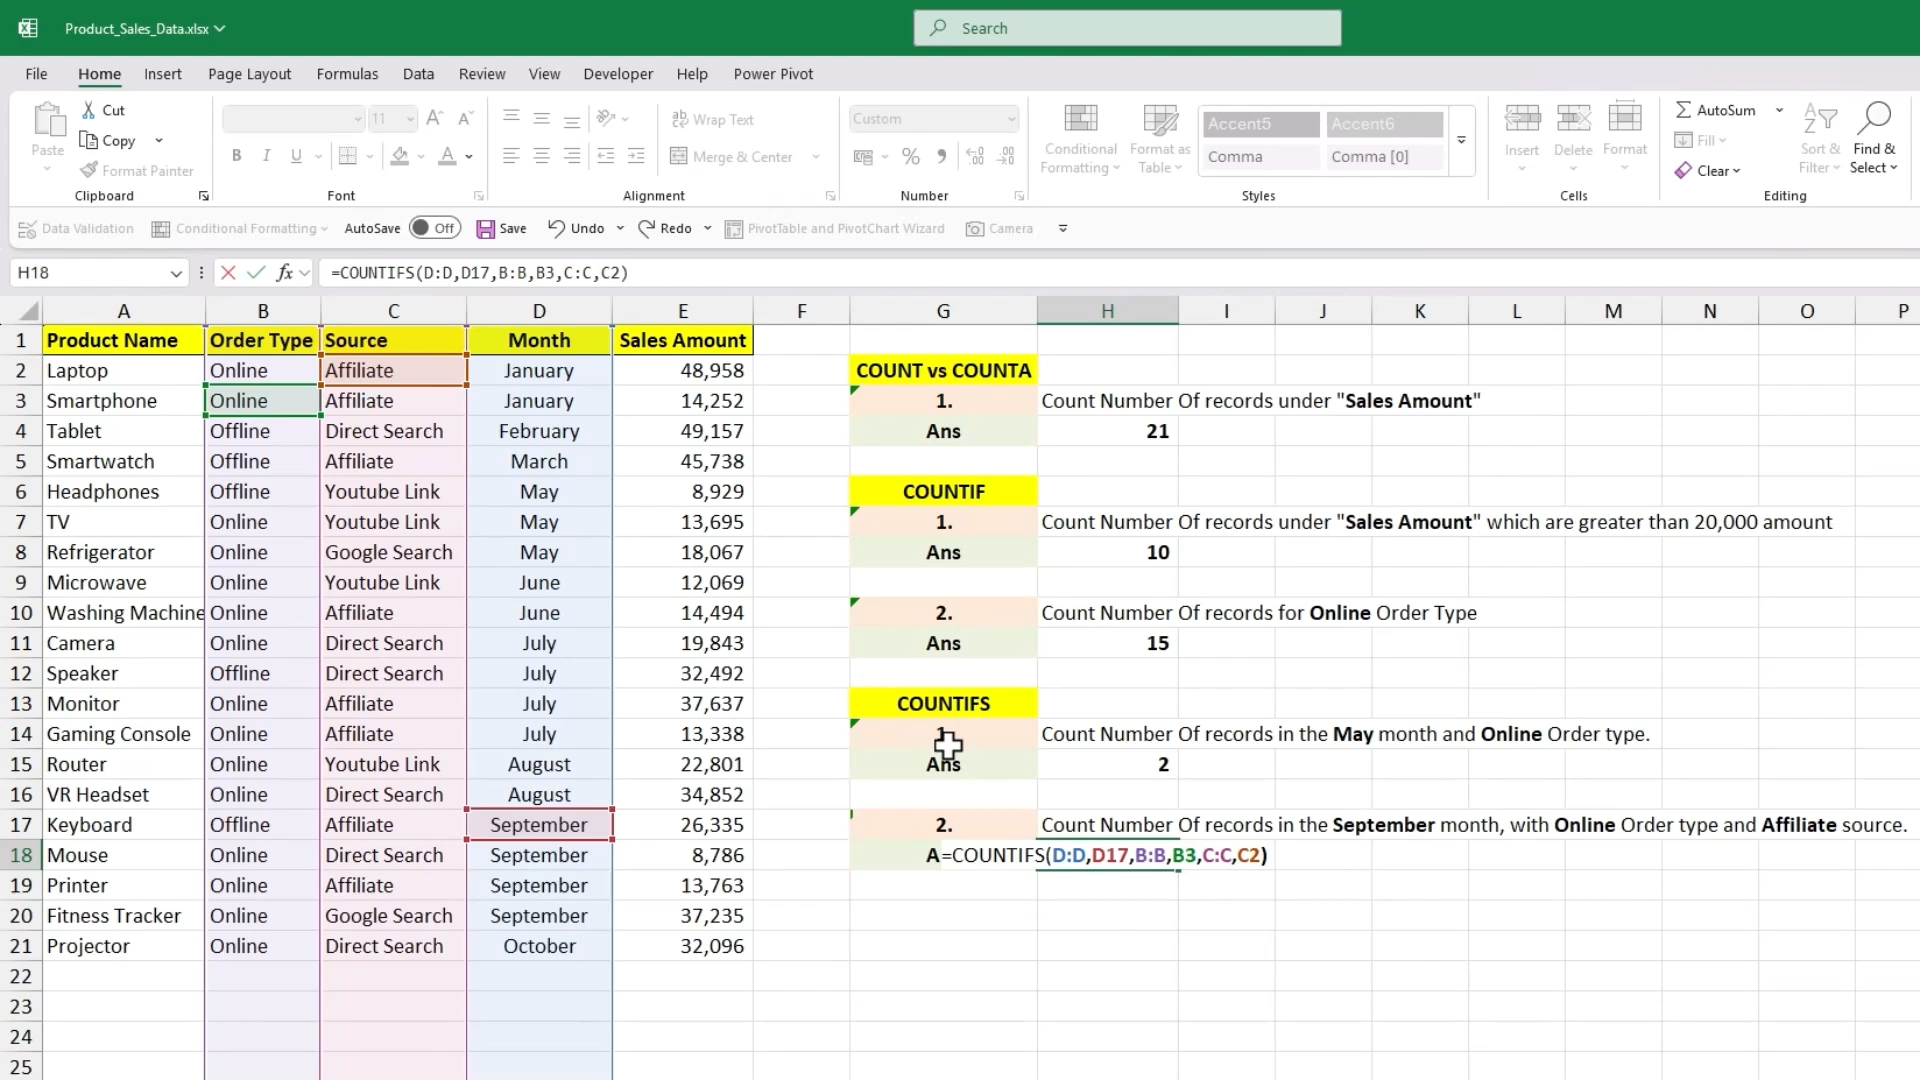 Product_Sales_Data.xlsx
Search
File Home Insert Page Layout Formulas Data Review View Developer Help Power Pivot
Paste
Cut
Copy
Format Painter
Clipboard
11
B I U
Font
Wrap Text
Merge & Center
Alignment
Custom
Number
Conditional Formatting
Format as Table
Accent5 Accent6
Comma Comma [0]
Styles
Insert Delete Format
Cells
AutoSum
Fill
Clear
Sort & Filter
Find & Select
Editing
Data Validation Conditional Formatting AutoSave Off Save Undo Redo PivotTable and PivotChart Wizard Camera
H18 fx =COUNTIFS(D:D,D17,B:B,B3,C:C,C2)
A B C D E F G H I J K L M N O P
1 Product Name Order Type Source Month Sales Amount
2 Laptop Online Affiliate January 48,958 COUNT vs COUNTA
3 Smartphone Online Affiliate January 14,252 1. Count Number Of records under "Sales Amount"
4 Tablet Offline Direct Search February 49,157 Ans 21
5 Smartwatch Offline Affiliate March 45,738
6 Headphones Offline Youtube Link May 8,929 COUNTIF
7 TV Online Youtube Link May 13,695 1. Count Number Of records under "Sales Amount" which are greater than 20,000 amount
8 Refrigerator Online Google Search May 18,067 Ans 10
9 Microwave Online Youtube Link June 12,069
10 Washing Machine Online Affiliate June 14,494 2. Count Number Of records for Online Order Type
11 Camera Online Direct Search July 19,843 Ans 15
12 Speaker Offline Direct Search July 32,492
13 Monitor Online Affiliate July 37,637 COUNTIFS
14 Gaming Console Online Affiliate July 13,338 1 Count Number Of records in the May month and Online Order type.
15 Router Online Youtube Link August 22,801 Ans 2
16 VR Headset Online Direct Search August 34,852
17 Keyboard Offline Affiliate September 26,335 2. Count Number Of records in the September month, with Online Order type and Affiliate source.
18 Mouse Online Direct Search September 8,786 A=COUNTIFS(D:D,D17,B:B,B3,C:C,C2)
19 Printer Online Affiliate September 13,763
20 Fitness Tracker Online Google Search September 37,235
21 Projector Online Direct Search October 32,096
22
23
24
25